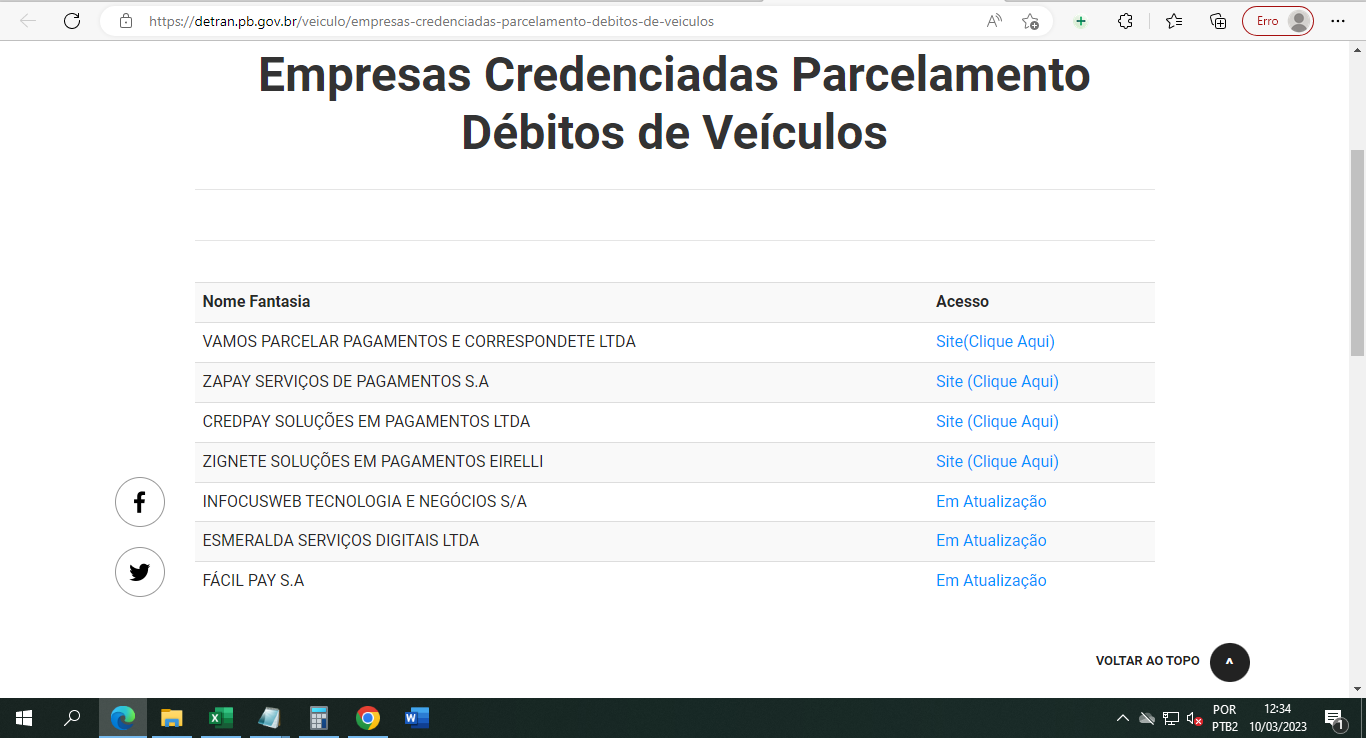 https://detran.pb.gov.br/veiculo/empresas-credenciadas-parcelamento-debitos-de-veiculos
Erro
Empresas Credenciadas Parcelamento
Débitos de Veículos
Nome Fantasia Acesso
VAMOS PARCELAR PAGAMENTOS E CORRESPONDETE LTDA Site(Clique Aqui)
ZAPAY SERVIÇOS DE PAGAMENTOS S.A Site (Clique Aqui)
CREDPAY SOLUÇÕES EM PAGAMENTOS LTDA Site (Clique Aqui)
ZIGNETE SOLUÇÕES EM PAGAMENTOS EIRELLI Site (Clique Aqui)
INFOCUSWEB TECNOLOGIA E NEGÓCIOS S/A Em Atualização
ESMERALDA SERVIÇOS DIGITAIS LTDA Em Atualização
FÁCIL PAY S.A Em Atualização
VOLTAR AO TOPO
POR 12:34
PTB2 10/03/2023 1